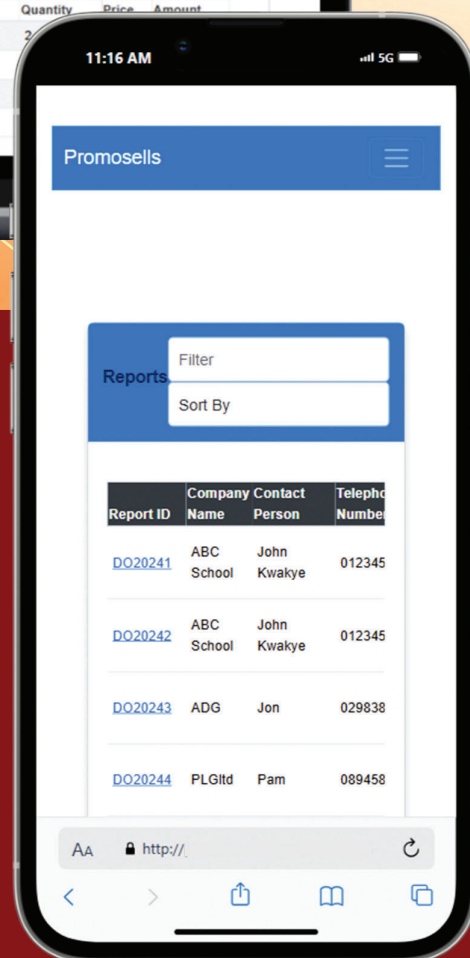 Quantity Price Amount
2
11:16 AM 5G
Promosells
Reports
Filter
Sort By
Report ID Company Name Contact Person
DO20241 ABC School John Kwakye 012345
DO20242 ABC School John Kwakye 012345
DO20243 ADG Jon 029838
DO20244 PLGltd Pam 089458
AA http://